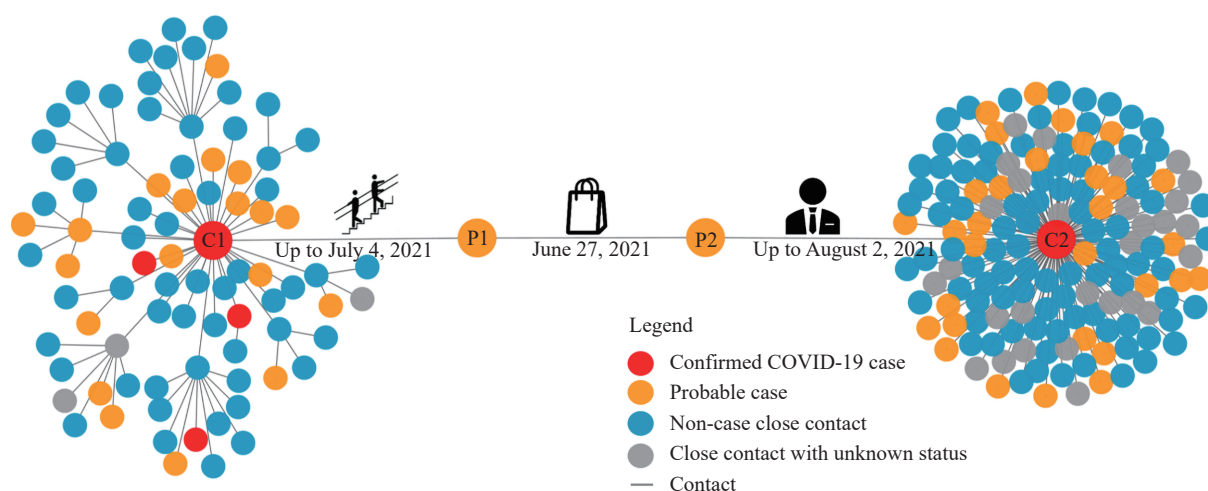 C1
Up to July 4, 2021
P1
June 27, 2021
P2
Up to August 2, 2021
C2
Legend
Confirmed COVID-19 case
Probable case
Non-case close contact
Close contact with unknown status
Contact